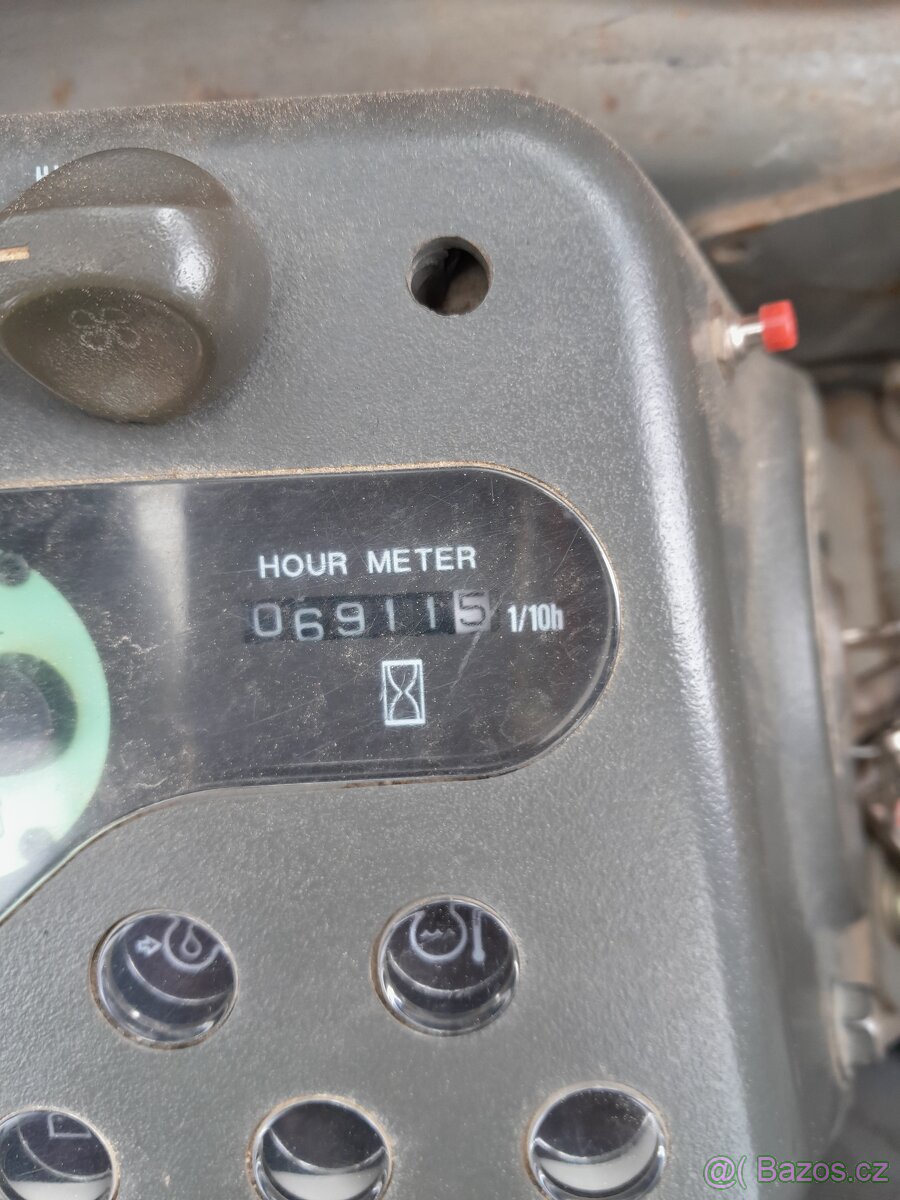 HOUR METER
069115 1/10h
@( Bazos.cz